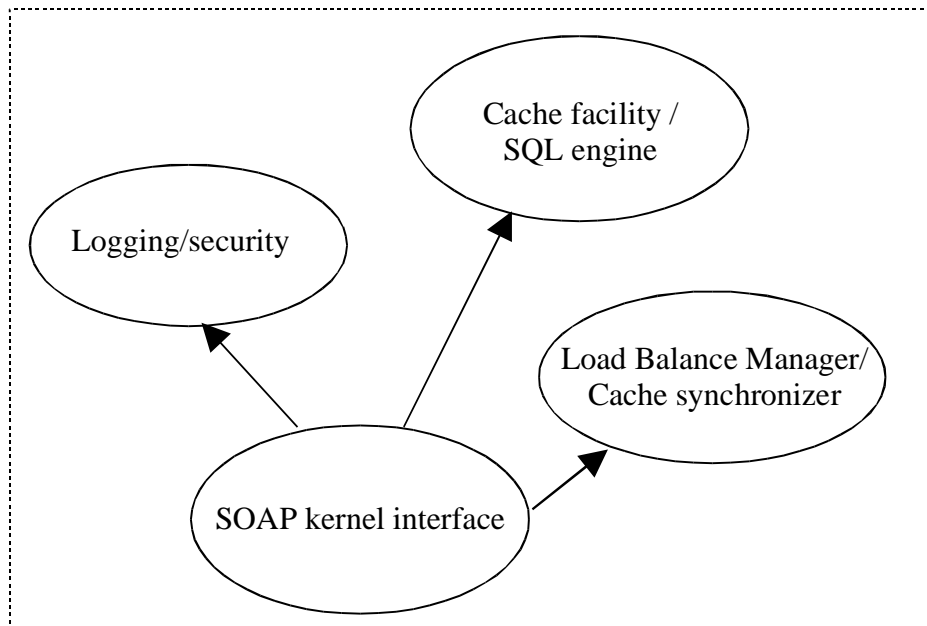 Cache facility /
SQL engine
Logging/security
Load Balance Manager/
Cache synchronizer
SOAP kernel interface